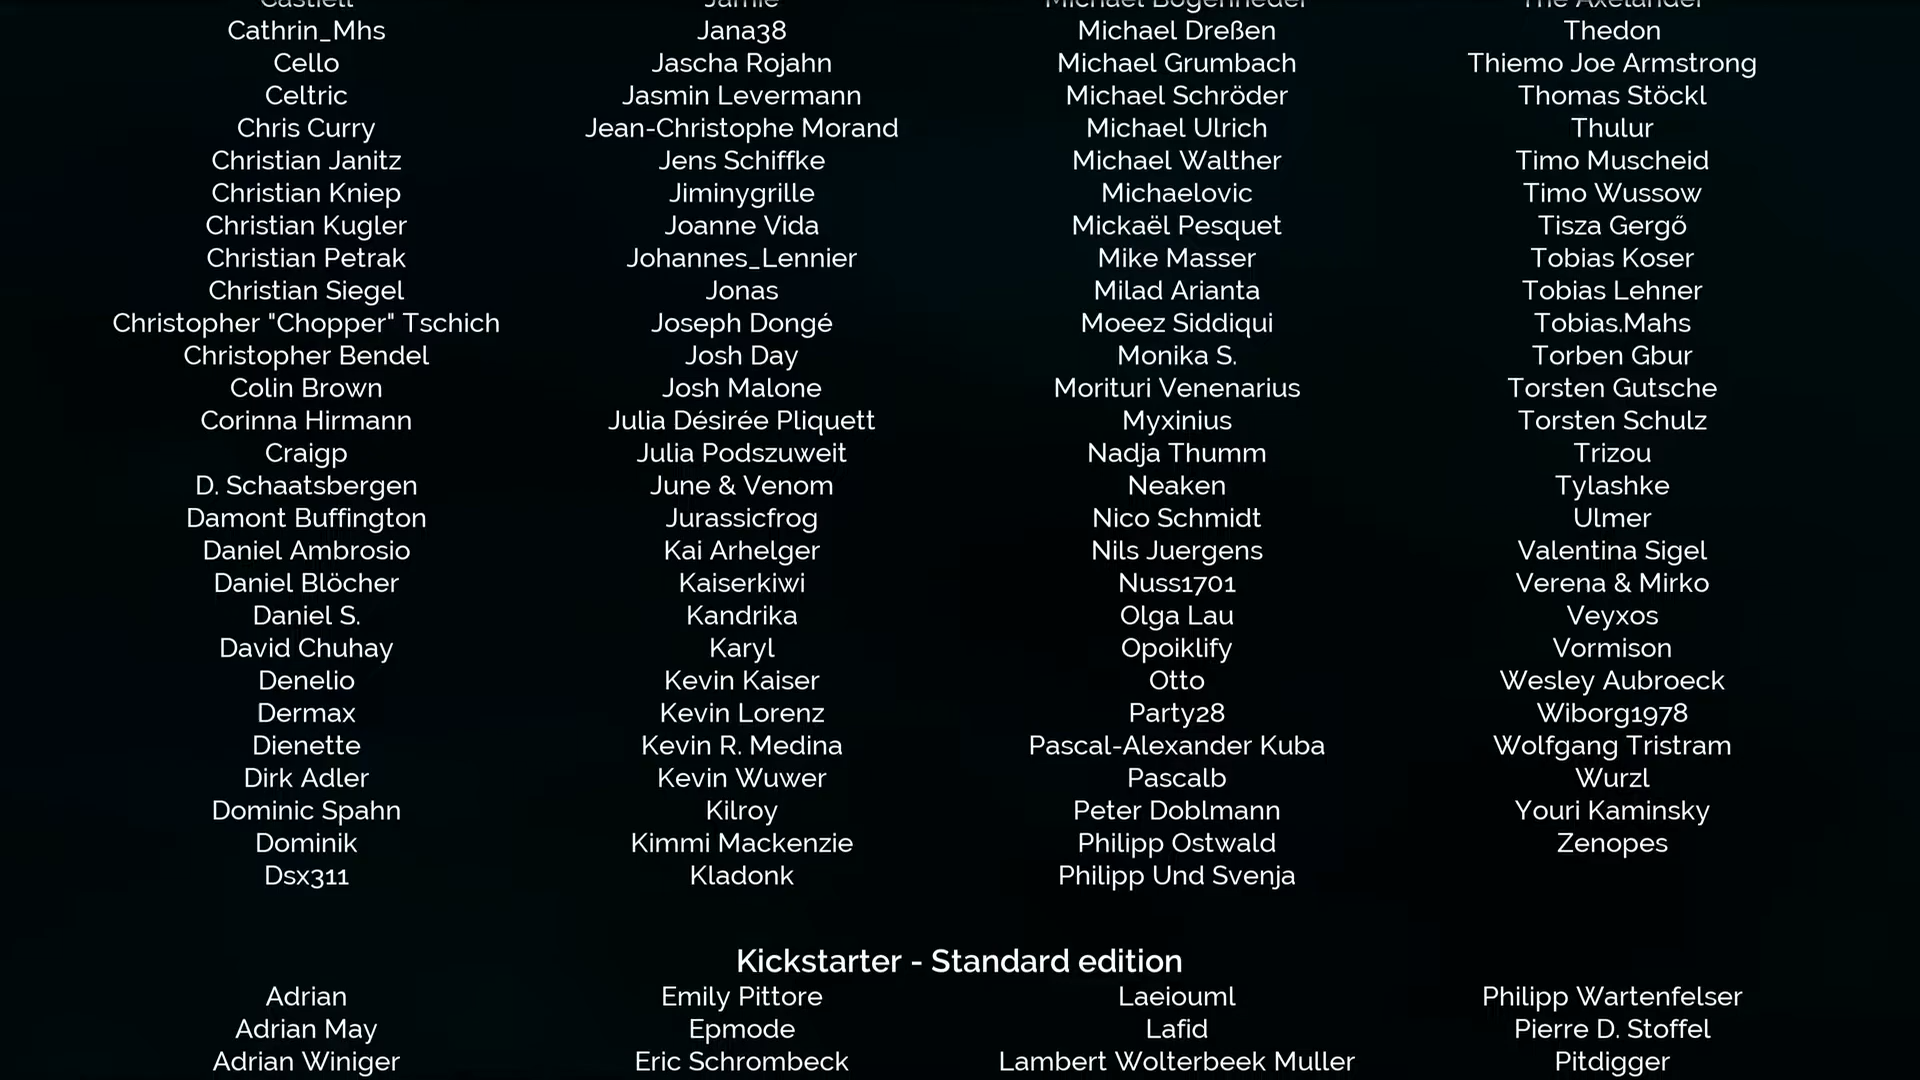 Castiell
Cathrin_Mhs
Cello
Celtric
Chris Curry
Christian Janitz
Christian Kniep
Christian Kugler
Christian Petrak
Christian Siegel
Christopher "Chopper" Tschich
Christopher Bendel
Colin Brown
Corinna Hirmann
Craigp
D. Schaatsbergen
Damont Buffington
Daniel Ambrosio
Daniel Blöcher
Daniel S.
David Chuhay
Denelio
Dermax
Dienette
Dirk Adler
Dominic Spahn
Dominik
Dsx311
Jamie
Jana38
Jascha Rojahn
Jasmin Levermann
Jean-Christophe Morand
Jens Schiffke
Jiminygrille
Joanne Vida
Johannes_Lennier
Jonas
Joseph Dongé
Josh Day
Josh Malone
Julia Désirée Pliquett
Julia Podszuweit
June & Venom
Jurassicfrog
Kai Arhelger
Kaiserkiwi
Kandrika
Karyl
Kevin Kaiser
Kevin Lorenz
Kevin R. Medina
Kevin Wuwer
Kilroy
Kimmi Mackenzie
Kladonk
Michael Bogenrieder
Michael Dreßen
Michael Grumbach
Michael Schröder
Michael Ulrich
Michael Walther
Michaelovic
Mickaël Pesquet
Mike Masser
Milad Arianta
Moeez Siddiqui
Monika S.
Morituri Venenarius
Myxinius
Nadja Thumm
Neaken
Nico Schmidt
Nils Juergens
Nuss1701
Olga Lau
Opoiklify
Otto
Party28
Pascal-Alexander Kuba
Pascalb
Peter Doblmann
Philipp Ostwald
Philipp Und Svenja
The Axelander
Thedon
Thiemo Joe Armstrong
Thomas Stöckl
Thulur
Timo Muscheid
Timo Wussow
Tisza Gergő
Tobias Koser
Tobias Lehner
Tobias.Mahs
Torben Gbur
Torsten Gutsche
Torsten Schulz
Trizou
Tylashke
Ulmer
Valentina Sigel
Verena & Mirko
Veyxos
Vormison
Wesley Aubroeck
Wiborg1978
Wolfgang Tristram
Wurzl
Youri Kaminsky
Zenopes
Kickstarter - Standard edition
Adrian
Adrian May
Adrian Winiger
Emily Pittore
Epmode
Eric Schrombeck
Laeiouml
Lafid
Lambert Wolterbeek Muller
Philipp Wartenfelser
Pierre D. Stoffel
Pitdigger